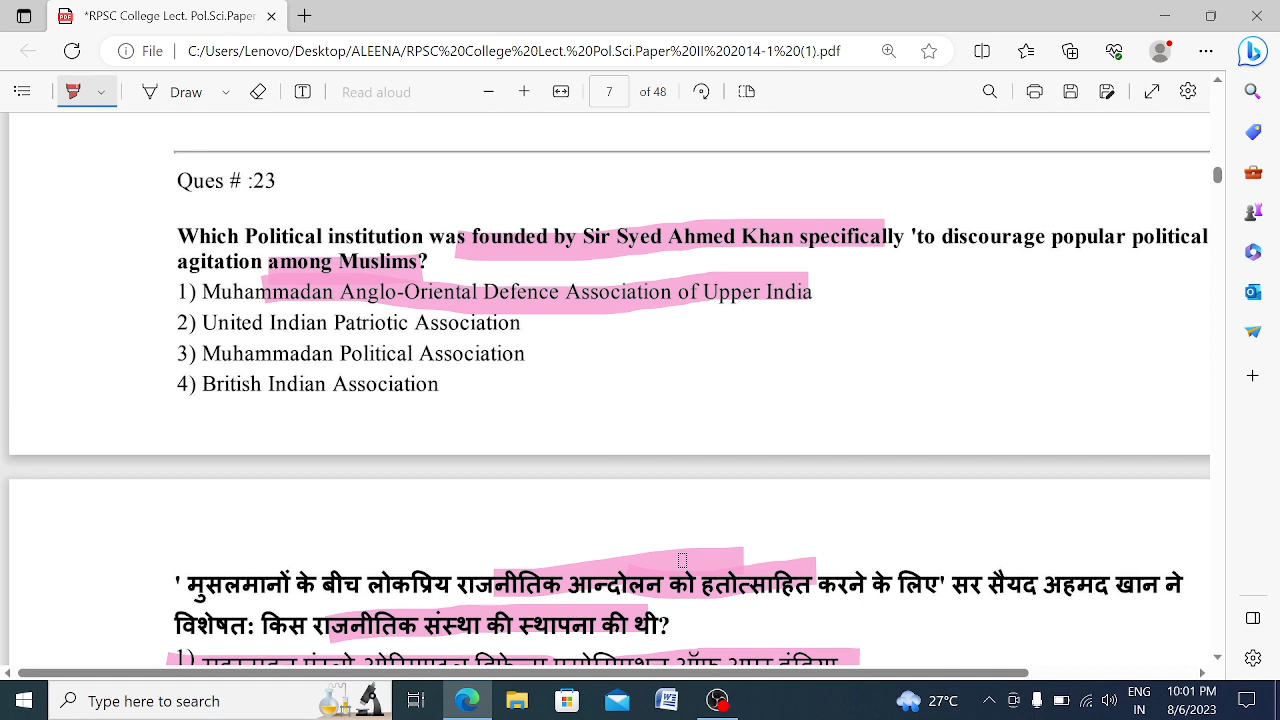 *RPSC College Lect. Pol.Sci.Paper
File
C:/Users/Lenovo/Desktop/ALEENA/RPSC%20College%20Lect.%20Pol.Sci.Paper%20II%202014-1%20(1).pdf
Draw
Read aloud
7
of 48
Ques # :23
Which Political institution was founded by Sir Syed Ahmed Khan specifically 'to discourage popular political
agitation among Muslims?
1) Muhammadan Anglo-Oriental Defence Association of Upper India
2) United Indian Patriotic Association
3) Muhammadan Political Association
4) British Indian Association
' मुसलमानों के बीच लोकप्रिय राजनीतिक आन्दोलन को हतोत्साहित करने के लिए' सर सैयद अहमद खान ने
विशेषत: किस राजनीतिक संस्था की स्थापना की थी?
1)
Type here to search
27°C
ENG
IN
10:01 PM
8/6/2023